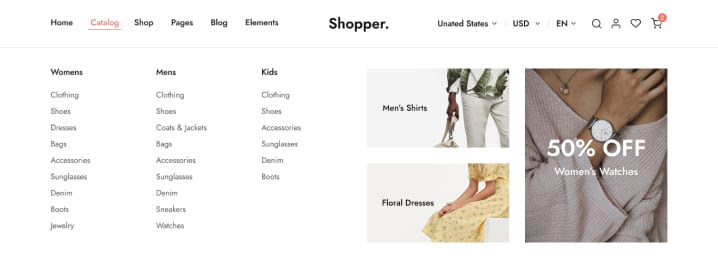 Home Catalog Shop Pages Blog Elements Shopper. Unated States USD EN 2
Womens
Clothing
Shoes
Dresses
Bags
Accessories
Sunglasses
Denim
Boots
Jewelry
Mens
Clothing
Shoes
Coats & Jackets
Bags
Accessories
Sunglasses
Denim
Sneakers
Watches
Kids
Clothing
Shoes
Accessories
Sunglasses
Denim
Boots
Men's Shirts
Floral Dresses
50% OFF
Women's Watches